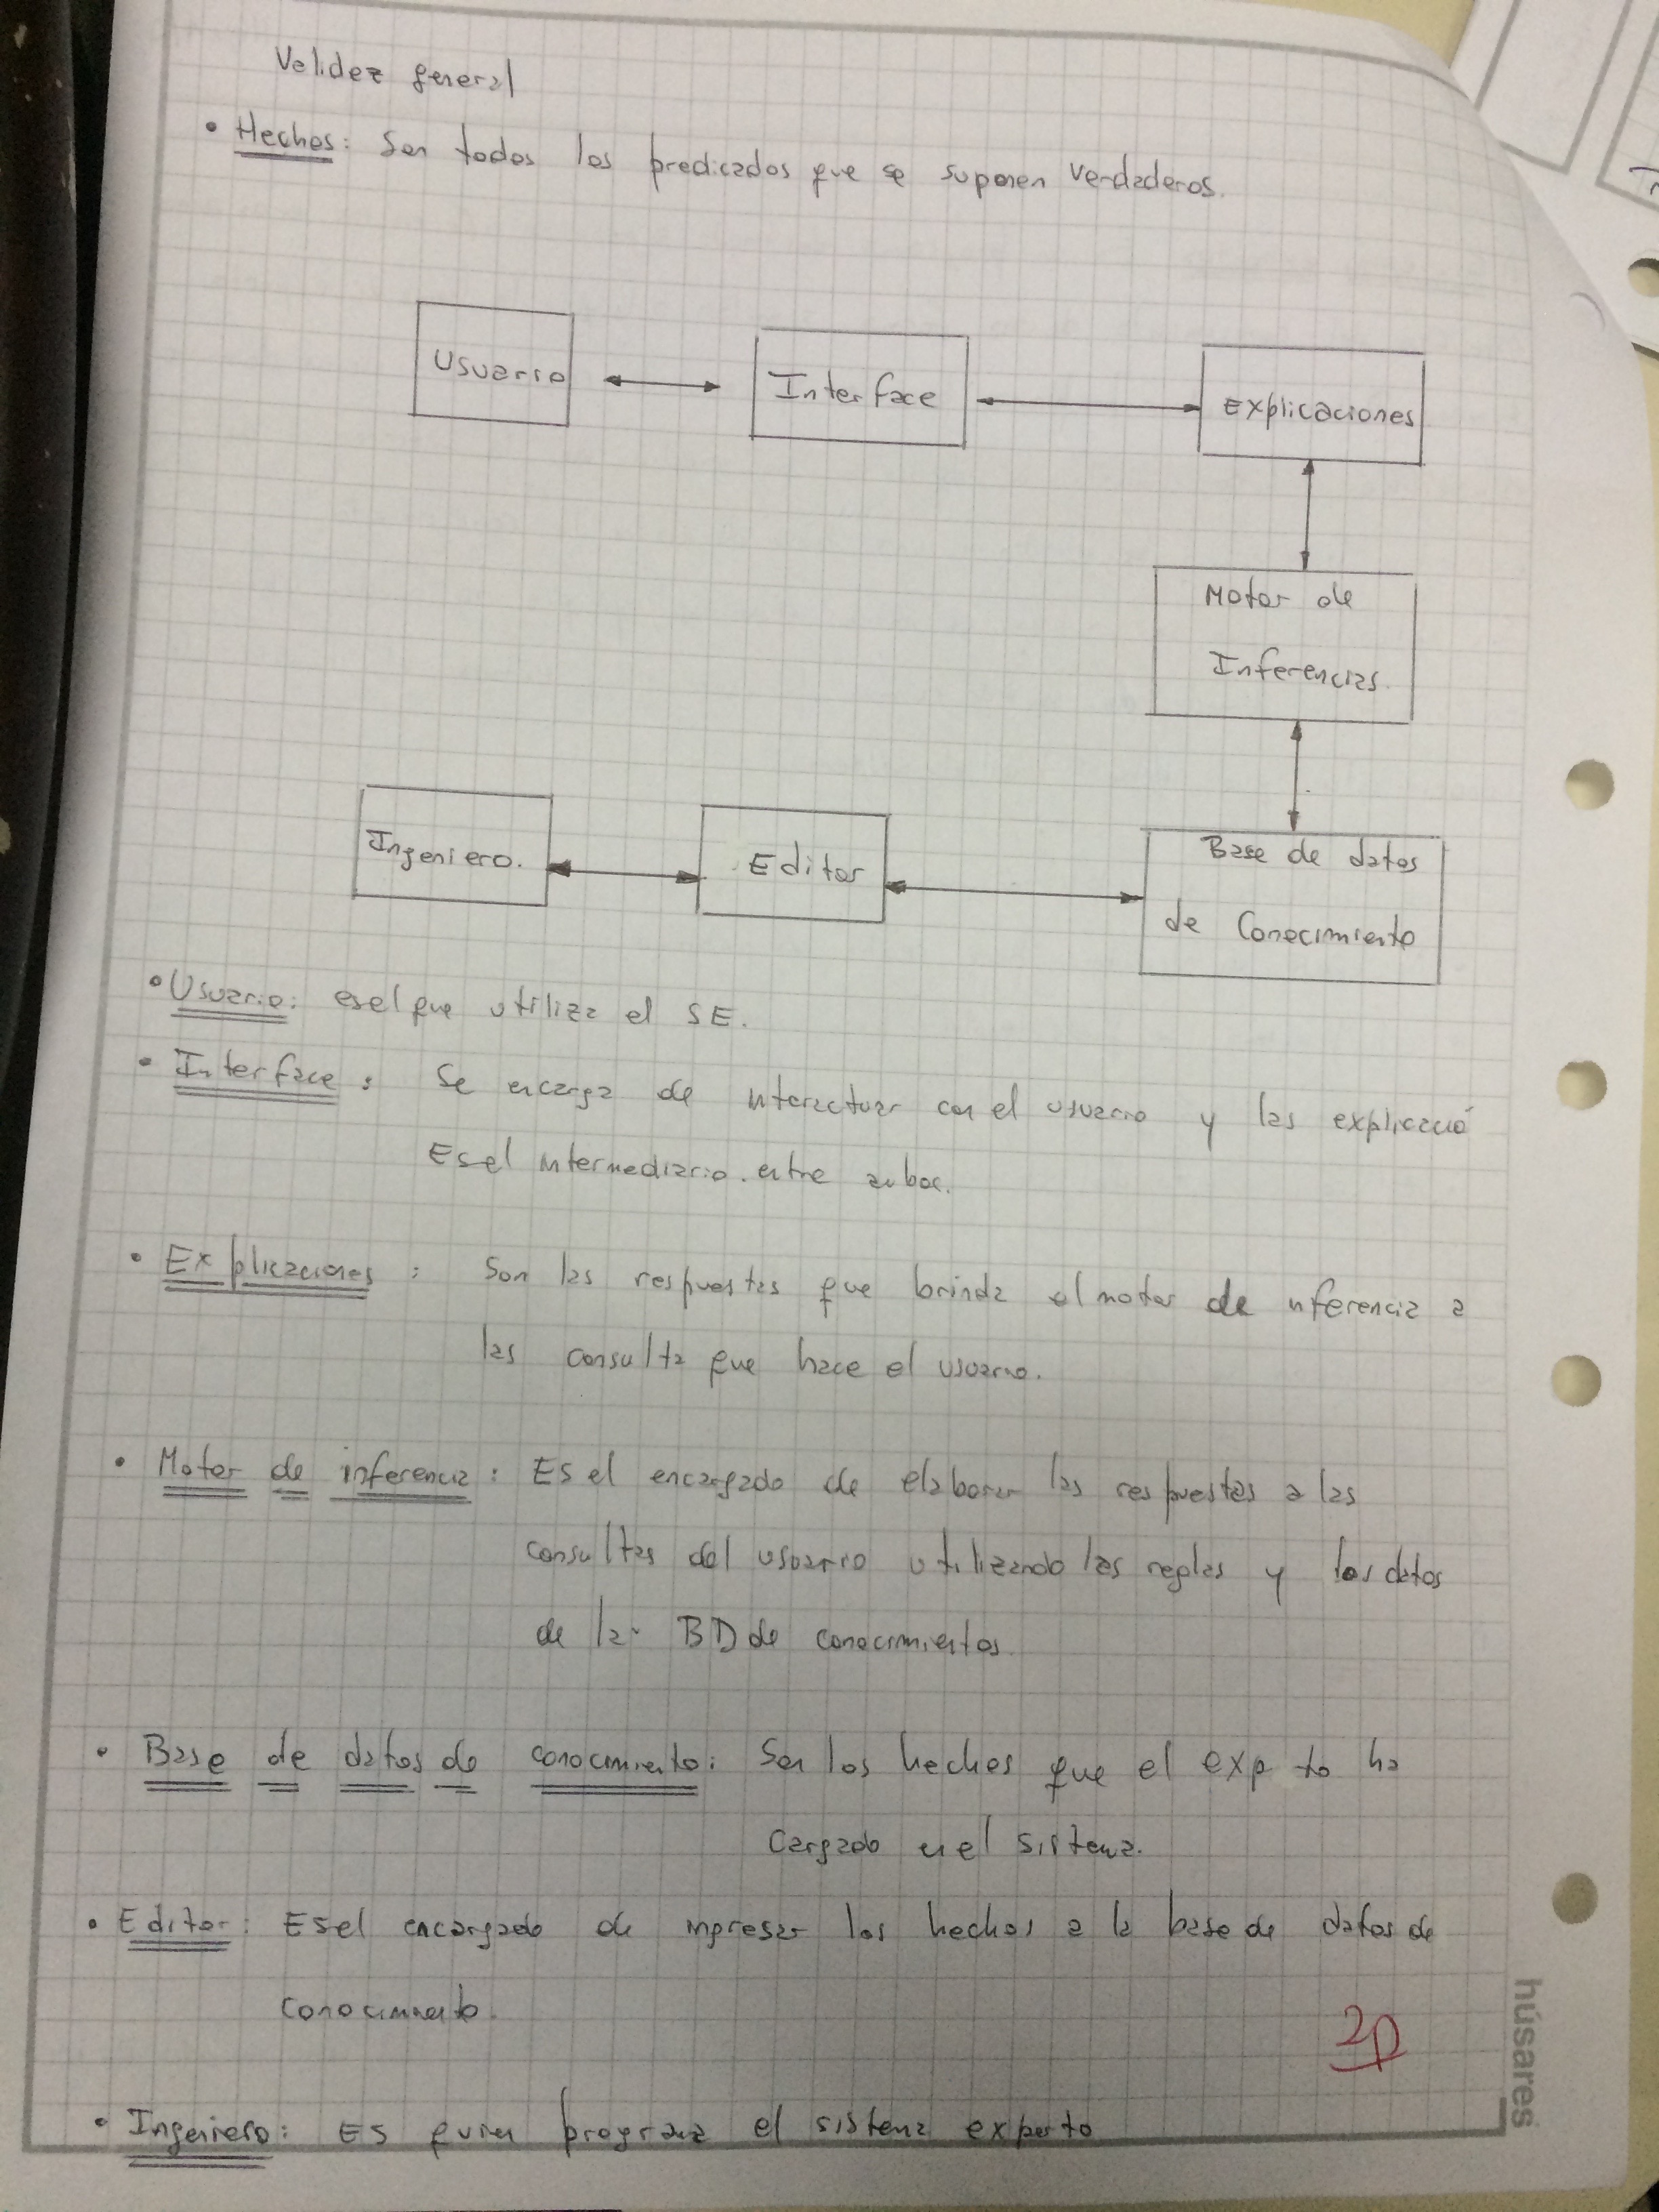 Validez general
• Hechos: Son todos los predicados que se suponen verdaderos.
Usuario
Interface
Explicaciones
Motor de
Inferencias.
Ingeniero.
Editor
Base de datos
de Conocimiento
• Usuario: es el que utiliza el SE.
• Interface: Se encarga de interactuar con el usuario y las explicació
Es el intermediario entre ambos.
• Explicaciones: Son las respuestas que brinda el motor de inferencia a
las consulta que hace el usuario.
• Motor de inferencia: Es el encargado de elaborar las respuestas a las
consultas del usuario utilizando las reglas y los datos
de la BD de conocimientos
• Base de datos de conocimiento: Son los hechos que el exp to ha
cargado en el sistema.
• Editor: Es el encargado de ingresar los hechos a la base de datos de
conocimiento.
2p
húsares
• Ingeniero: Es quien programa el sistema experto